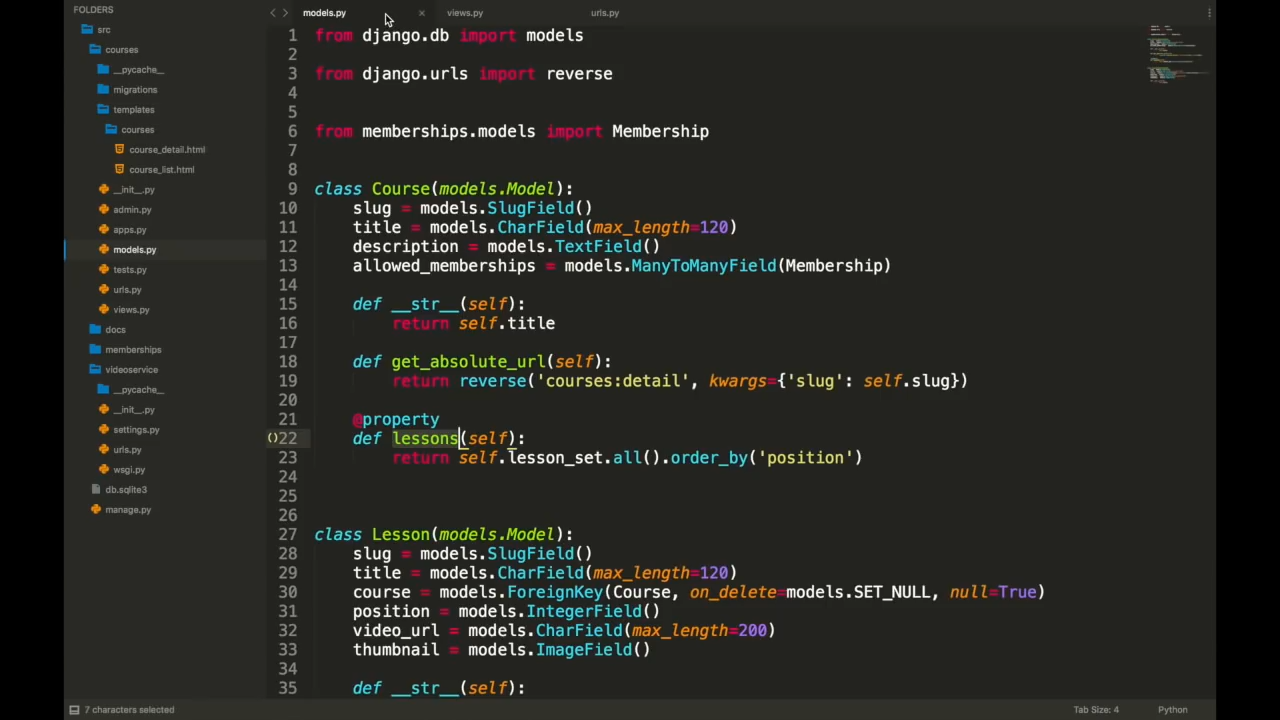 FOLDERS
src
courses
__pycache__
migrations
templates
courses
course_detail.html
course_list.html
__init__.py
admin.py
apps.py
models.py
tests.py
urls.py
views.py
docs
memberships
videoservice
__pycache__
__init__.py
settings.py
urls.py
wsgi.py
db.sqlite3
manage.py
models.py × views.py urls.py
1 from django.db import models
2
3 from django.urls import reverse
4
5
6 from memberships.models import Membership
7
8
9 class Course(models.Model):
10     slug = models.SlugField()
11     title = models.CharField(max_length=120)
12     description = models.TextField()
13     allowed_memberships = models.ManyToManyField(Membership)
14
15     def __str__(self):
16         return self.title
17
18     def get_absolute_url(self):
19         return reverse('courses:detail', kwargs={'slug': self.slug})
20
21     @property
()22     def lessons(self):
23         return self.lesson_set.all().order_by('position')
24
25
26
27 class Lesson(models.Model):
28     slug = models.SlugField()
29     title = models.CharField(max_length=120)
30     course = models.ForeignKey(Course, on_delete=models.SET_NULL, null=True)
31     position = models.IntegerField()
32     video_url = models.CharField(max_length=200)
33     thumbnail = models.ImageField()
34
35     def __str__(self):
7 characters selected
Tab Size: 4 Python